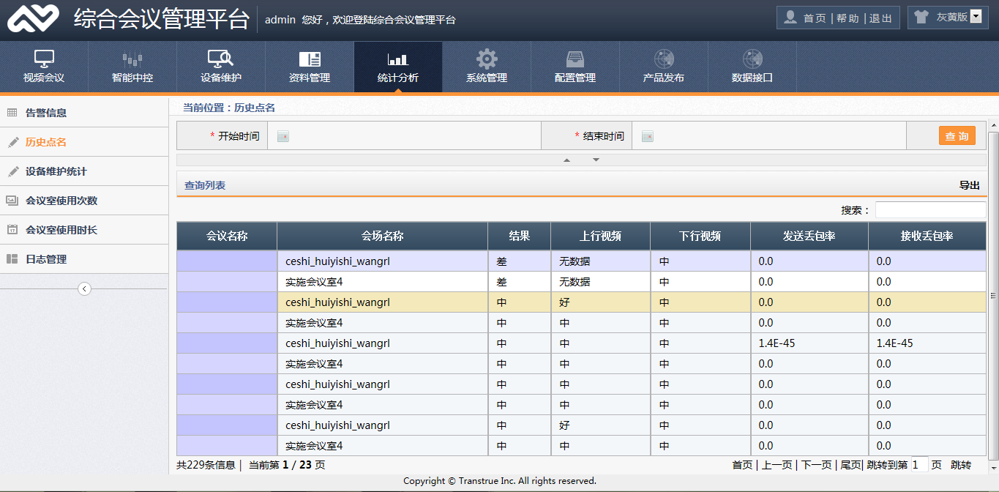 综合会议管理平台 admin 您好，欢迎登陆综合会议管理平台 首页 | 帮助 | 退出 灰黄版
视频会议 智能中控 设备维护 资料管理 统计分析 系统管理 配置管理 产品发布 数据接口
告警信息
历史点名
设备维护统计
会议室使用次数
会议室使用时长
日志管理
当前位置：历史点名
* 开始时间 * 结束时间 查询
查询列表 导出
搜索：
会议名称 会场名称 结果 上行视频 下行视频 发送丢包率 接收丢包率
ceshi_huiyishi_wangrl 差 无数据 中 0.0 0.0
实施会议室4 差 无数据 中 0.0 0.0
ceshi_huiyishi_wangrl 中 好 中 0.0 0.0
实施会议室4 中 中 中 0.0 0.0
ceshi_huiyishi_wangrl 中 中 中 1.4E-45 1.4E-45
实施会议室4 中 中 中 0.0 0.0
ceshi_huiyishi_wangrl 中 中 中 0.0 0.0
实施会议室4 中 中 中 0.0 0.0
ceshi_huiyishi_wangrl 中 好 中 0.0 0.0
实施会议室4 中 中 中 0.0 0.0
共229条信息 | 当前第 1 / 23 页 首页 | 上一页 | 下一页 | 尾页 | 跳转到第 1 页 跳转
Copyright © Transtrue Inc. All rights reserved.